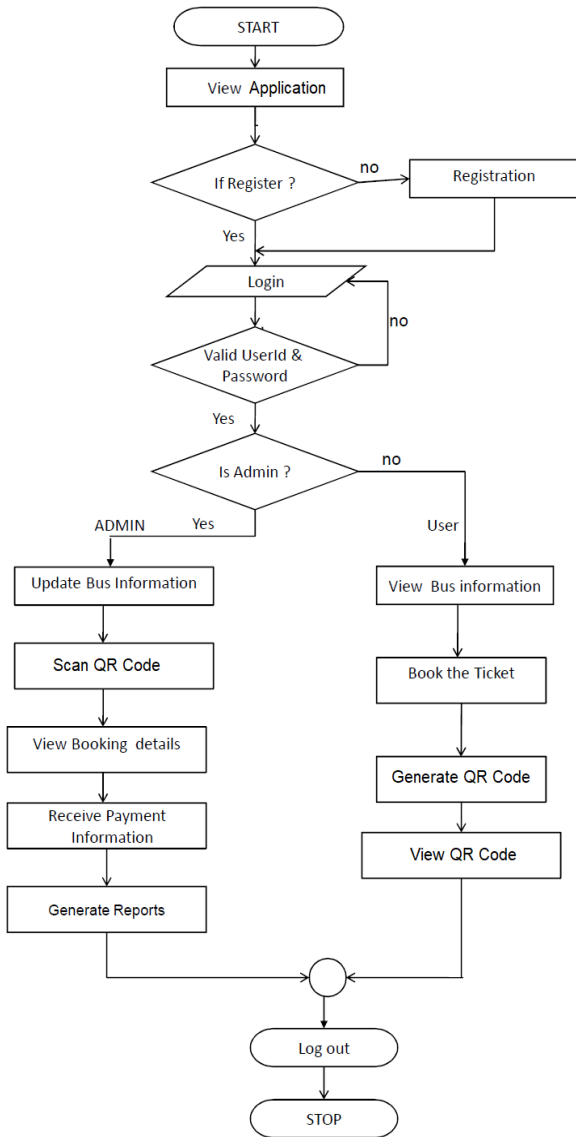 START
View Application
If Register ?
no
Registration
Yes
Login
no
Valid UserId &
Password
Yes
Is Admin ?
no
ADMIN
Yes
User
Update Bus Information
View Bus information
Scan QR Code
Book the Ticket
View Booking details
Generate QR Code
Receive Payment
Information
View QR Code
Generate Reports
Log out
STOP